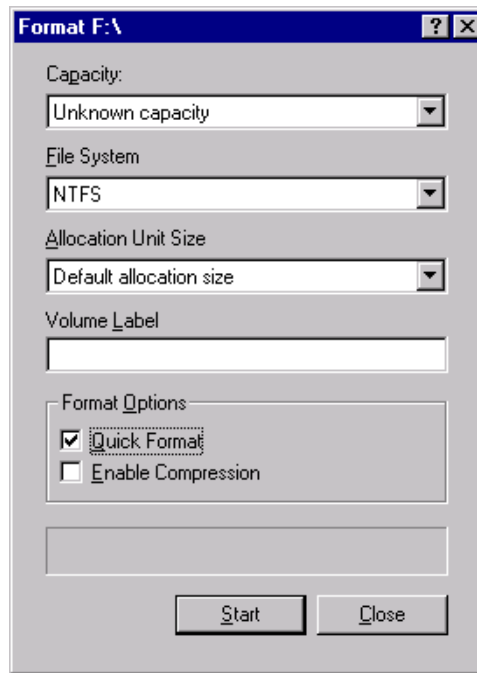 Format F:\
Capacity:
Unknown capacity
File System
NTFS
Allocation Unit Size
Default allocation size
Volume Label
Format Options
Quick Format
Enable Compression
Start
Close